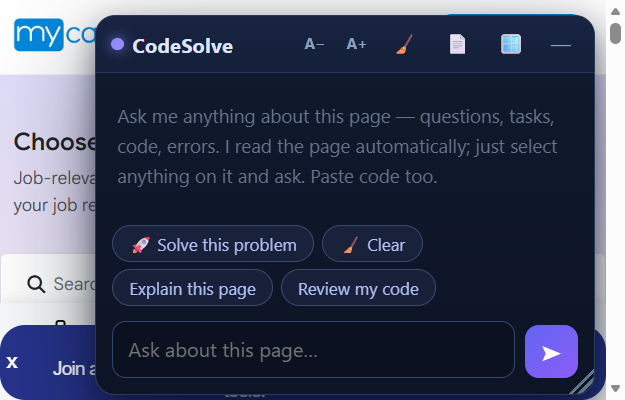 my
CodeSolve
A−
A+
Choose
Job-releva
your job re
Ask me anything about this page — questions, tasks,
code, errors. I read the page automatically; just select
anything on it and ask. Paste code too.
Solve this problem
Clear
Explain this page
Review my code
Searc
Ask about this page...
x
Join a